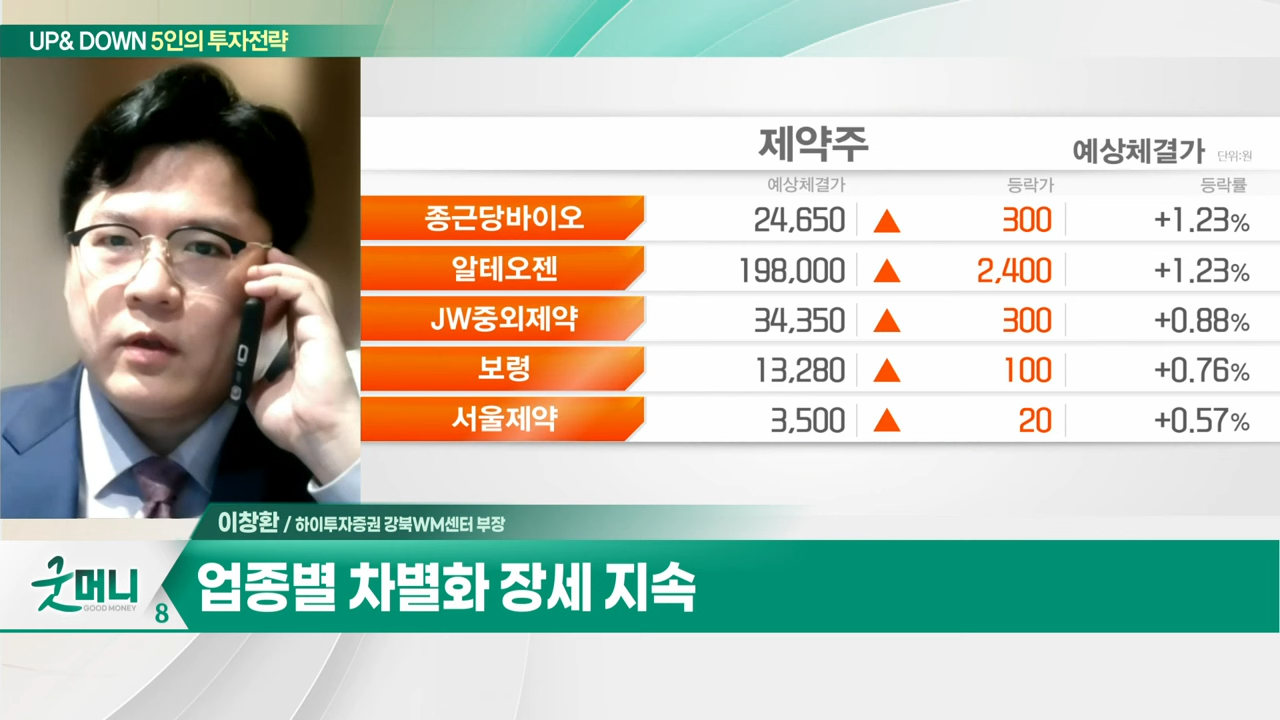 UP& DOWN 5인의 투자전략
제약주 예상체결가 단위:원
예상체결가 등락가 등락률
종근당바이오 24,650 ▲ 300 +1.23%
알테오젠 198,000 ▲ 2,400 +1.23%
JW중외제약 34,350 ▲ 300 +0.88%
보령 13,280 ▲ 100 +0.76%
서울제약 3,500 ▲ 20 +0.57%
이창환 / 하이투자증권 강북WM센터 부장
굿머니
GOOD MONEY
8
업종별 차별화 장세 지속